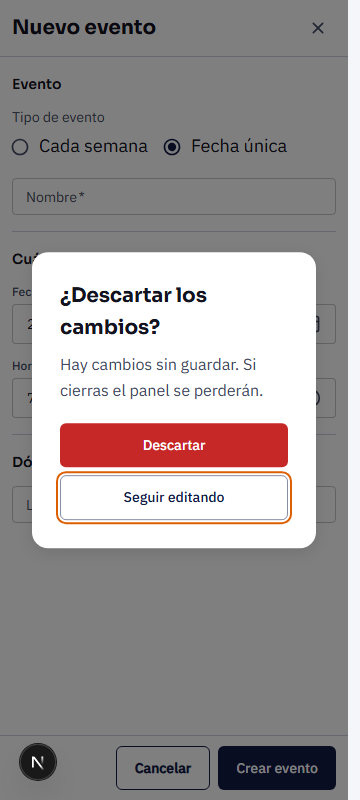 Nuevo evento
Evento
Tipo de evento
Cada semana
Fecha única
Nombre*
¿Descartar los
cambios?
Hay cambios sin guardar. Si
cierras el panel se perderán.
Descartar
Seguir editando
N
Cancelar
Crear evento